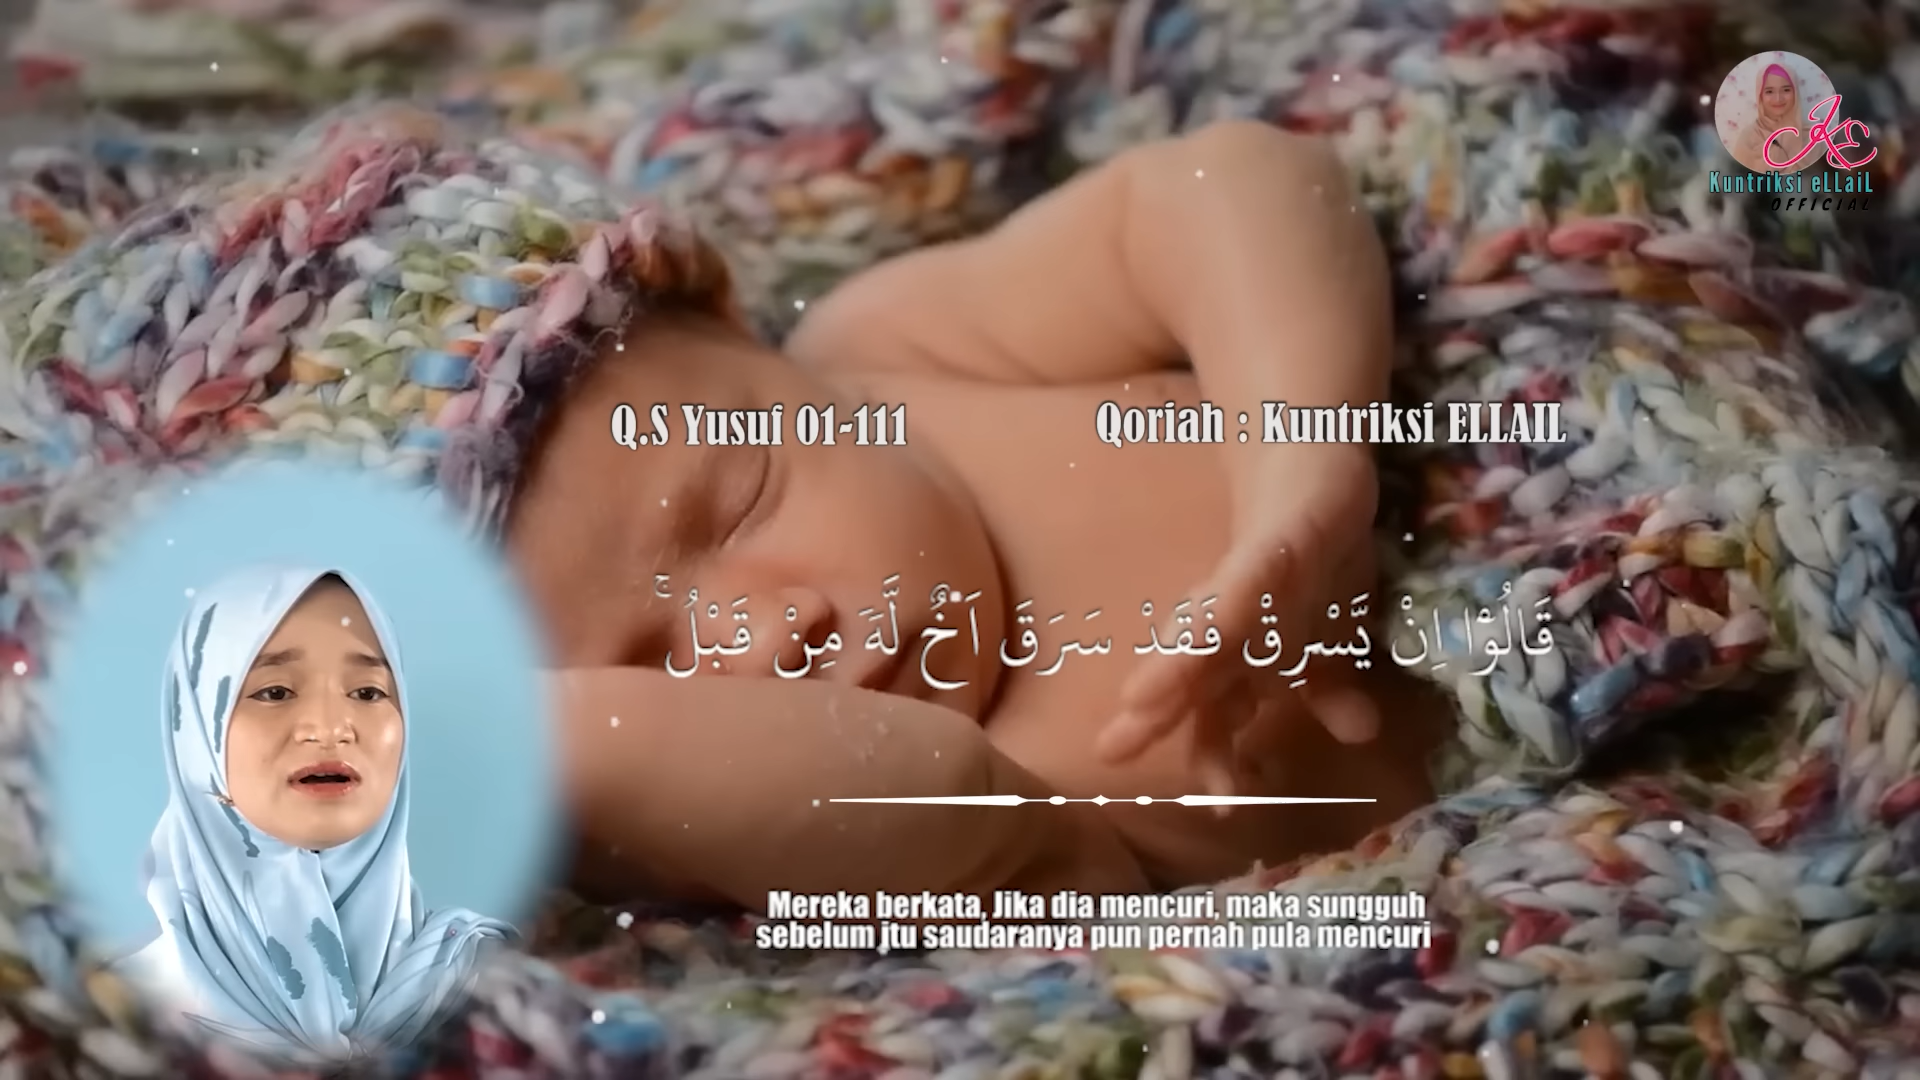 Kuntriksi eLLaiL
OFFICIAL
Q.S Yusuf 01-111
Qoriah : Kuntriksi ELLAIL
قَالُوْٓا اِنْ يَّسْرِقْ فَقَدْ سَرَقَ اَخٌ لَّهٗ مِنْ قَبْلُ ۚ
Mereka berkata, Jika dia mencuri, maka sungguh
sebelum itu saudaranya pun pernah pula mencuri